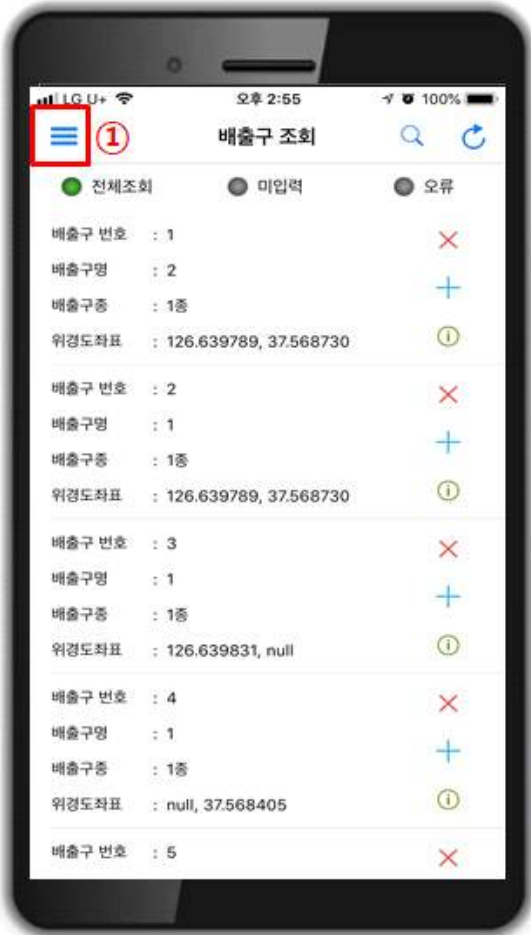 LG U+ 오후 2:55 100%
① 배출구 조회
전체조회 미입력 오류
배출구 번호 : 1
배출구명 : 2
배출구종 : 1종
위경도좌표 : 126.639789, 37.568730
배출구 번호 : 2
배출구명 : 1
배출구종 : 1종
위경도좌표 : 126.639789, 37.568730
배출구 번호 : 3
배출구명 : 1
배출구종 : 1종
위경도좌표 : 126.639831, null
배출구 번호 : 4
배출구명 : 1
배출구종 : 1종
위경도좌표 : null, 37.568405
배출구 번호 : 5